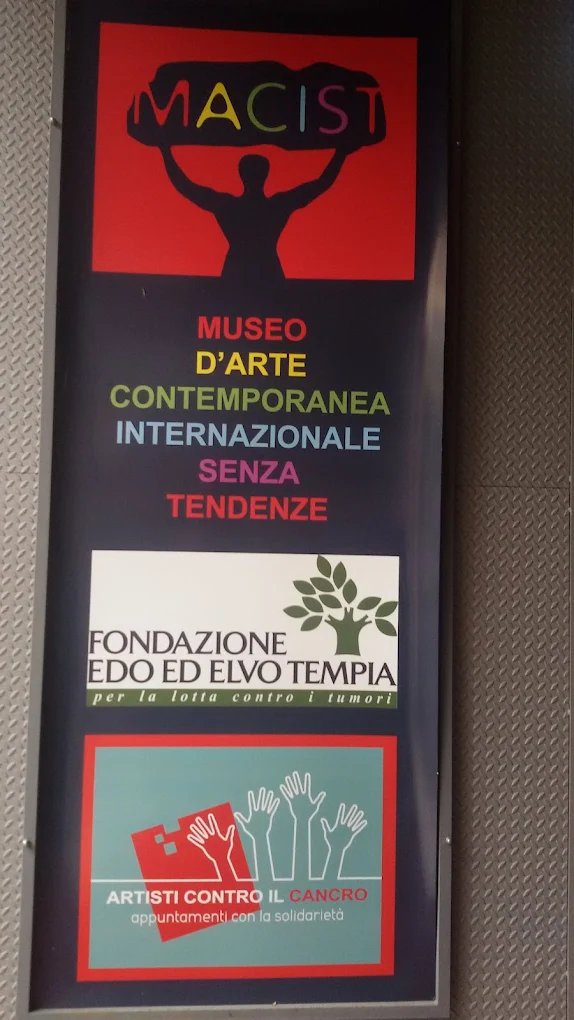 MACIST
MUSEO
D'ARTE
CONTEMPORANEA
INTERNAZIONALE
SENZA
TENDENZE
FONDAZIONE
EDO ED ELVO TEMPIA
per la lotta contro i tumori
ARTISTI CONTRO IL CANCRO
appuntamenti con la solidarietà